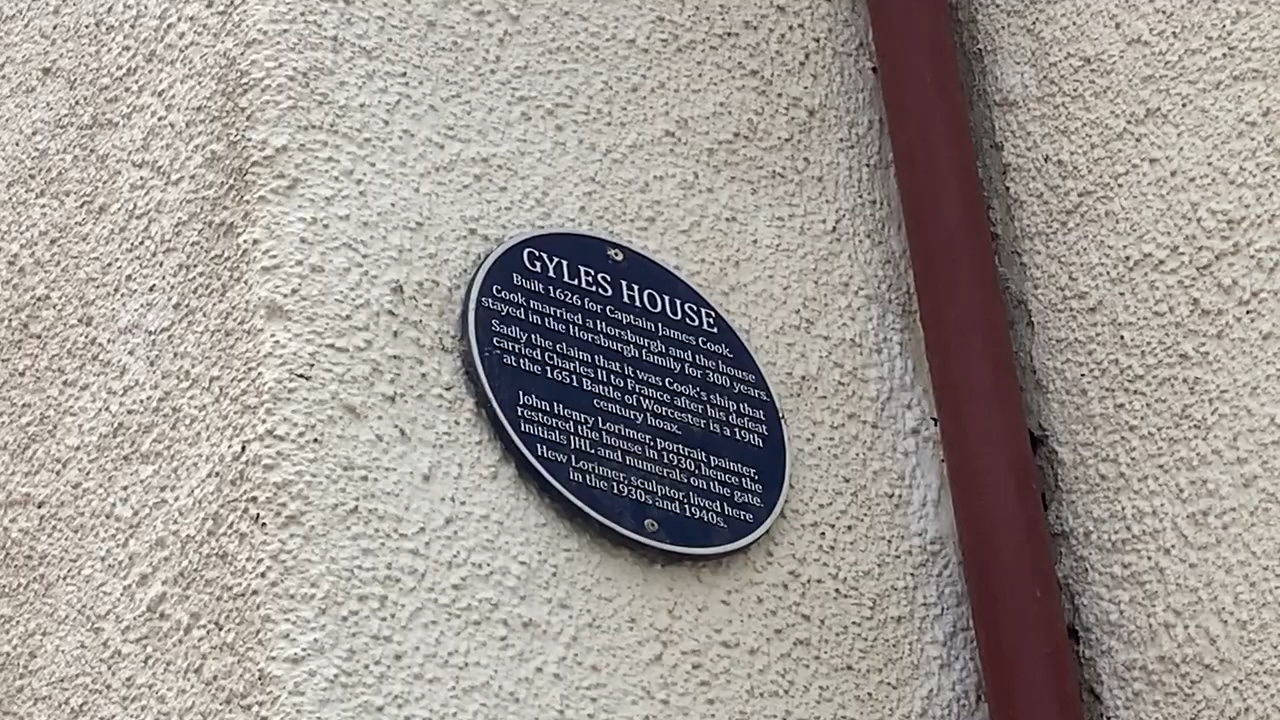 GYLES HOUSE
Built 1626 for Captain James Cook.
Cook married a Horsburgh and the house
stayed in the Horsburgh family for 300 years.
Sadly the claim that it was Cook's ship that
carried Charles II to France after his defeat
at the 1651 Battle of Worcester is a 19th
century hoax.
John Henry Lorimer, portrait painter,
restored the house in 1930, hence the
initials JHL and numerals on the gate.
Hew Lorimer, sculptor, lived here
in the 1930s and 1940s.